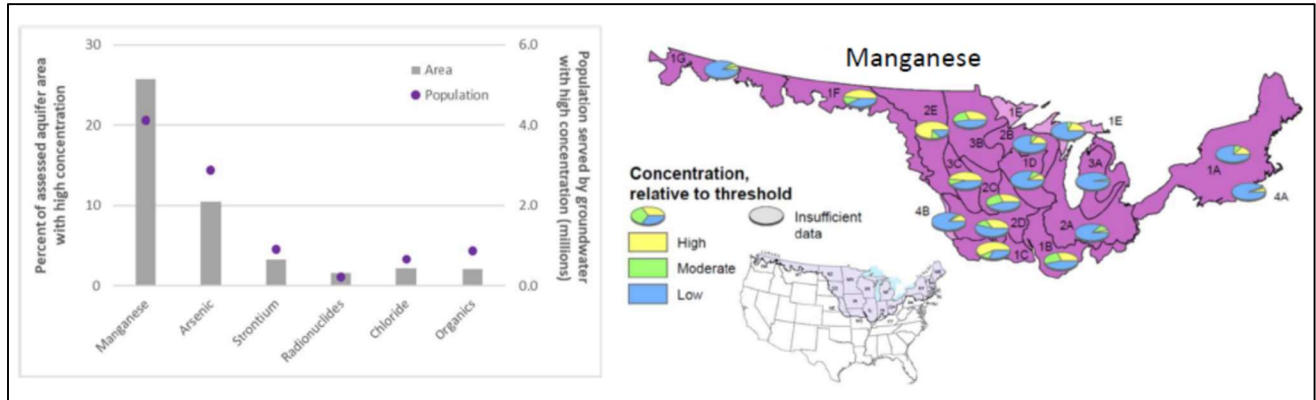 30
20
10
0
Percent of assessed aquifer area
with high concentration
Area
Population
6.0
4.0
2.0
0.0
Population served by groundwater
with high concentration (millions)
Manganese
Arsenic
Strontium
Radionuclides
Chloride
Organics
Manganese
1G
1F
2E
1E
1E
2B
3B
3C
1D
3A
1A
2C
4A
4B
2D
2A
1C
1B
Concentration,
relative to threshold
Insufficient
data
High
Moderate
Low